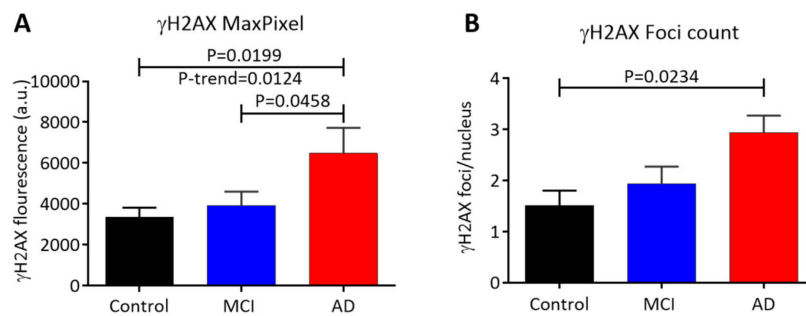 A
γH2AX MaxPixel
P=0.0199
P-trend=0.0124
P=0.0458
10000
8000
6000
4000
2000
0
γH2AX flourescence (a.u.)
Control MCI AD
B
γH2AX Foci count
P=0.0234
4
3
2
1
0
γH2AX foci/nucleus
Control MCI AD